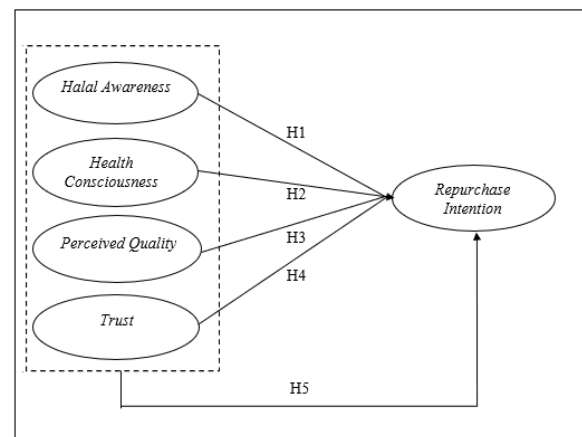 Halal Awareness
H1
Health
Consciousness
H2
Repurchase
Intention
Perceived Quality
H3
H4
Trust
H5